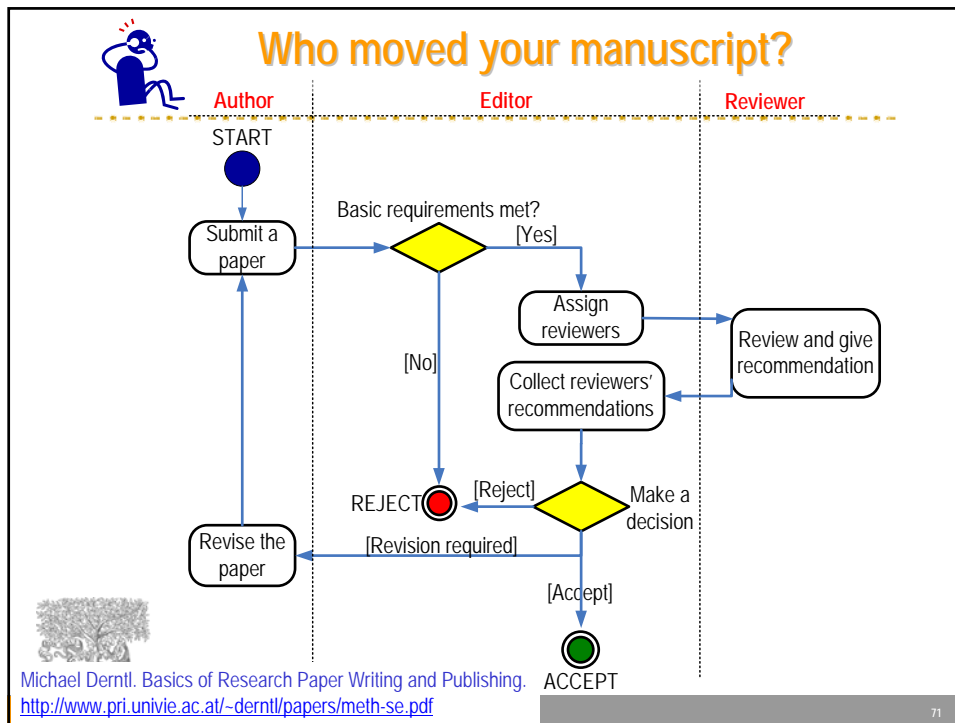 Who moved your manuscript?
Author
Editor
Reviewer
START
Submit a
paper
Basic requirements met?
[Yes]
Assign
reviewers
Review and give
recommendation
[No]
Collect reviewers'
recommendations
REJECT
[Reject]
Make a
decision
Revise the
paper
[Revision required]
[Accept]
ACCEPT
Michael Derntl. Basics of Research Paper Writing and Publishing.
http://www.pri.univie.ac.at/~derntl/papers/meth-se.pdf
71